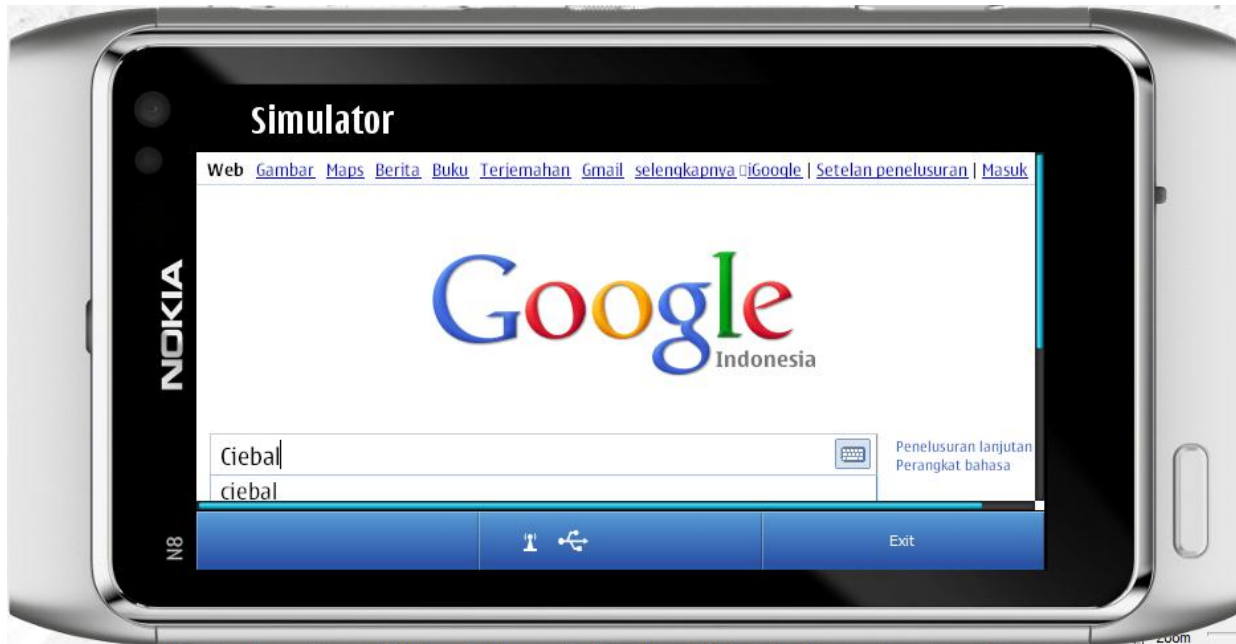 Simulator
Web Gambar Maps Berita Buku Terjemahan Gmail selengkapnya iGoogle | Setelan penelusuran | Masuk
NOKIA
Google
Indonesia
Ciebal
Penelusuran lanjutan
Perangkat bahasa
ciebal
N8
Exit
Zoom